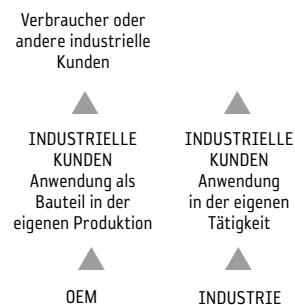 Verbraucher oder
andere industrielle
Kunden
INDUSTRIELLE
KUNDEN
Anwendung als
Bauteil in der
eigenen Produktion
INDUSTRIELLE
KUNDEN
Anwendung
in der eigenen
Tätigkeit
OEM
INDUSTRIE